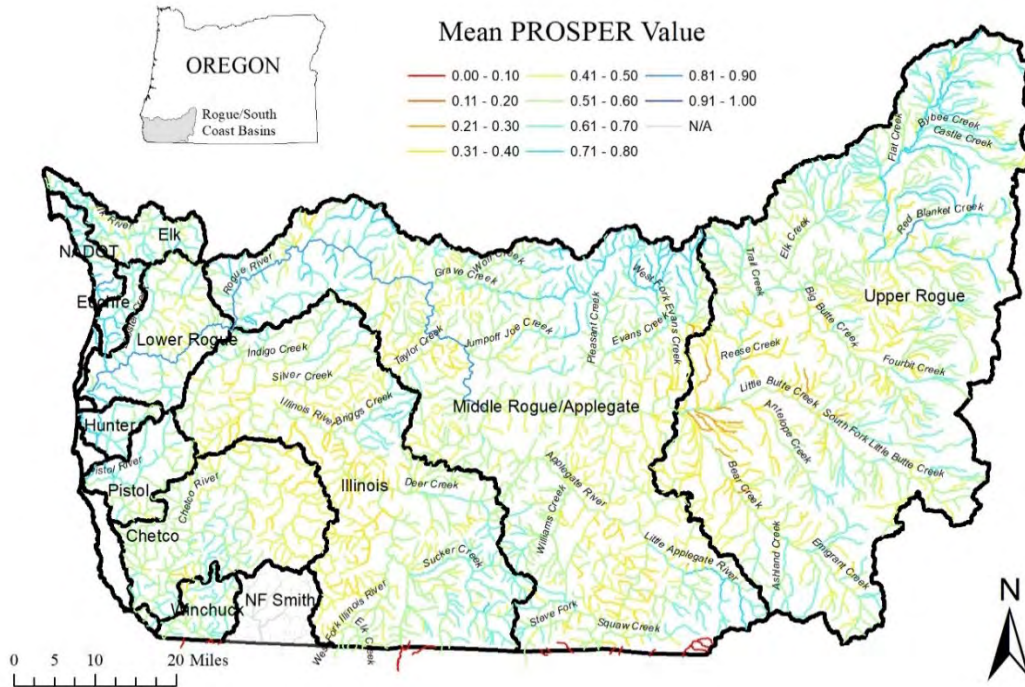 Mean PROSPER Value
0.00 - 0.10
0.11 - 0.20
0.21 - 0.30
0.31 - 0.40
0.41 - 0.50
0.51 - 0.60
0.61 - 0.70
0.71 - 0.80
0.81 - 0.90
0.91 - 1.00
N/A
OREGON
Rogue/South
Coast Basins
Bybee Creek
Castle Creek
Flat Creek
Red Blanket Creek
Elk Creek
Trail Creek
Upper Rogue
Big Butte Creek
Reese Creek
Fourbit Creek
Little Butte Creek
South Fork Little Butte Creek
Antelope Creek
Bear Creek
Ashland Creek
Emigrant Creek
Elk
River
NADOT
Euchre
Lower Rogue
Rogue River
Wolf Creek
Grave Creek
West Fork Evans Creek
Pleasant Creek
Evans Creek
Jumpoff Joe Creek
Taylor Creek
Middle Rogue/Applegate
Indigo Creek
Silver Creek
Illinois River
Briggs Creek
Hunter
Pistol River
Pistol
Chetco River
Chetco
Illinois
Deer Creek
Applegate River
Williams Creek
Little Applegate River
Sucker Creek
Winchuck
NF Smith
West Fork Illinois River
Elk Creek
Steve Fork
Squaw Creek
N
0 5 10 20 Miles